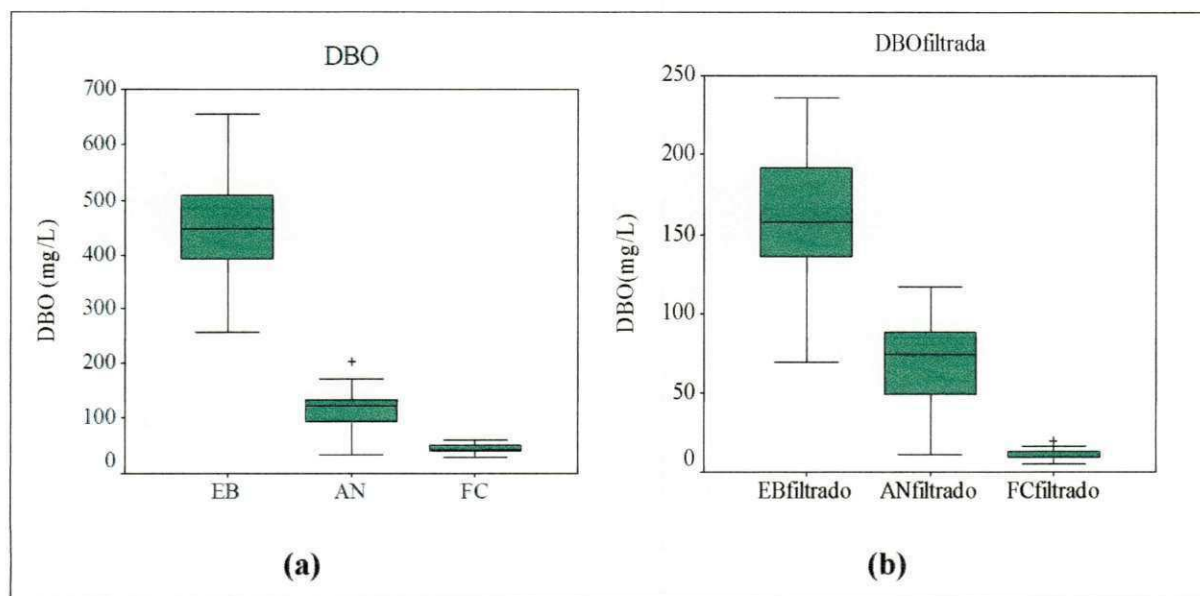 DBO
700
600
500
400
300
200
100
0
DBO (mg/L)
EB AN FC
(a)
DBOfiltrada
250
200
150
100
50
0
DBO(mg/L)
EBfiltrado ANfiltrado FCfiltrado
(b)